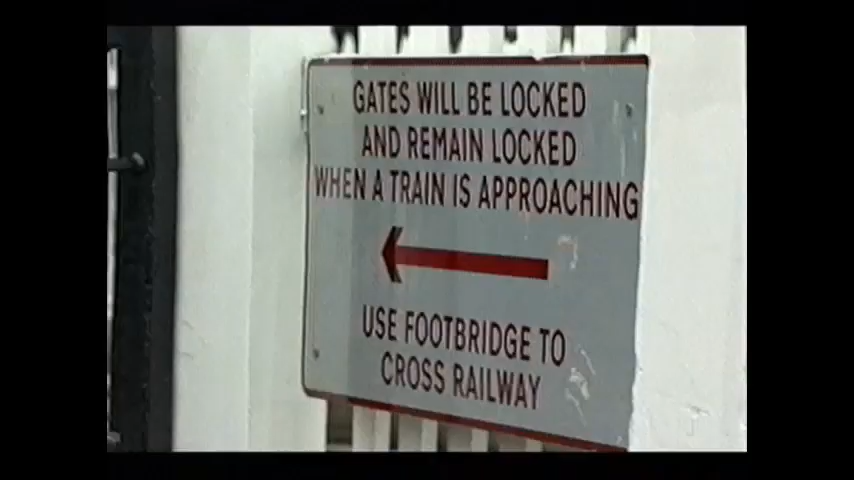 GATES WILL BE LOCKED
AND REMAIN LOCKED
WHEN A TRAIN IS APPROACHING
USE FOOTBRIDGE TO
CROSS RAILWAY